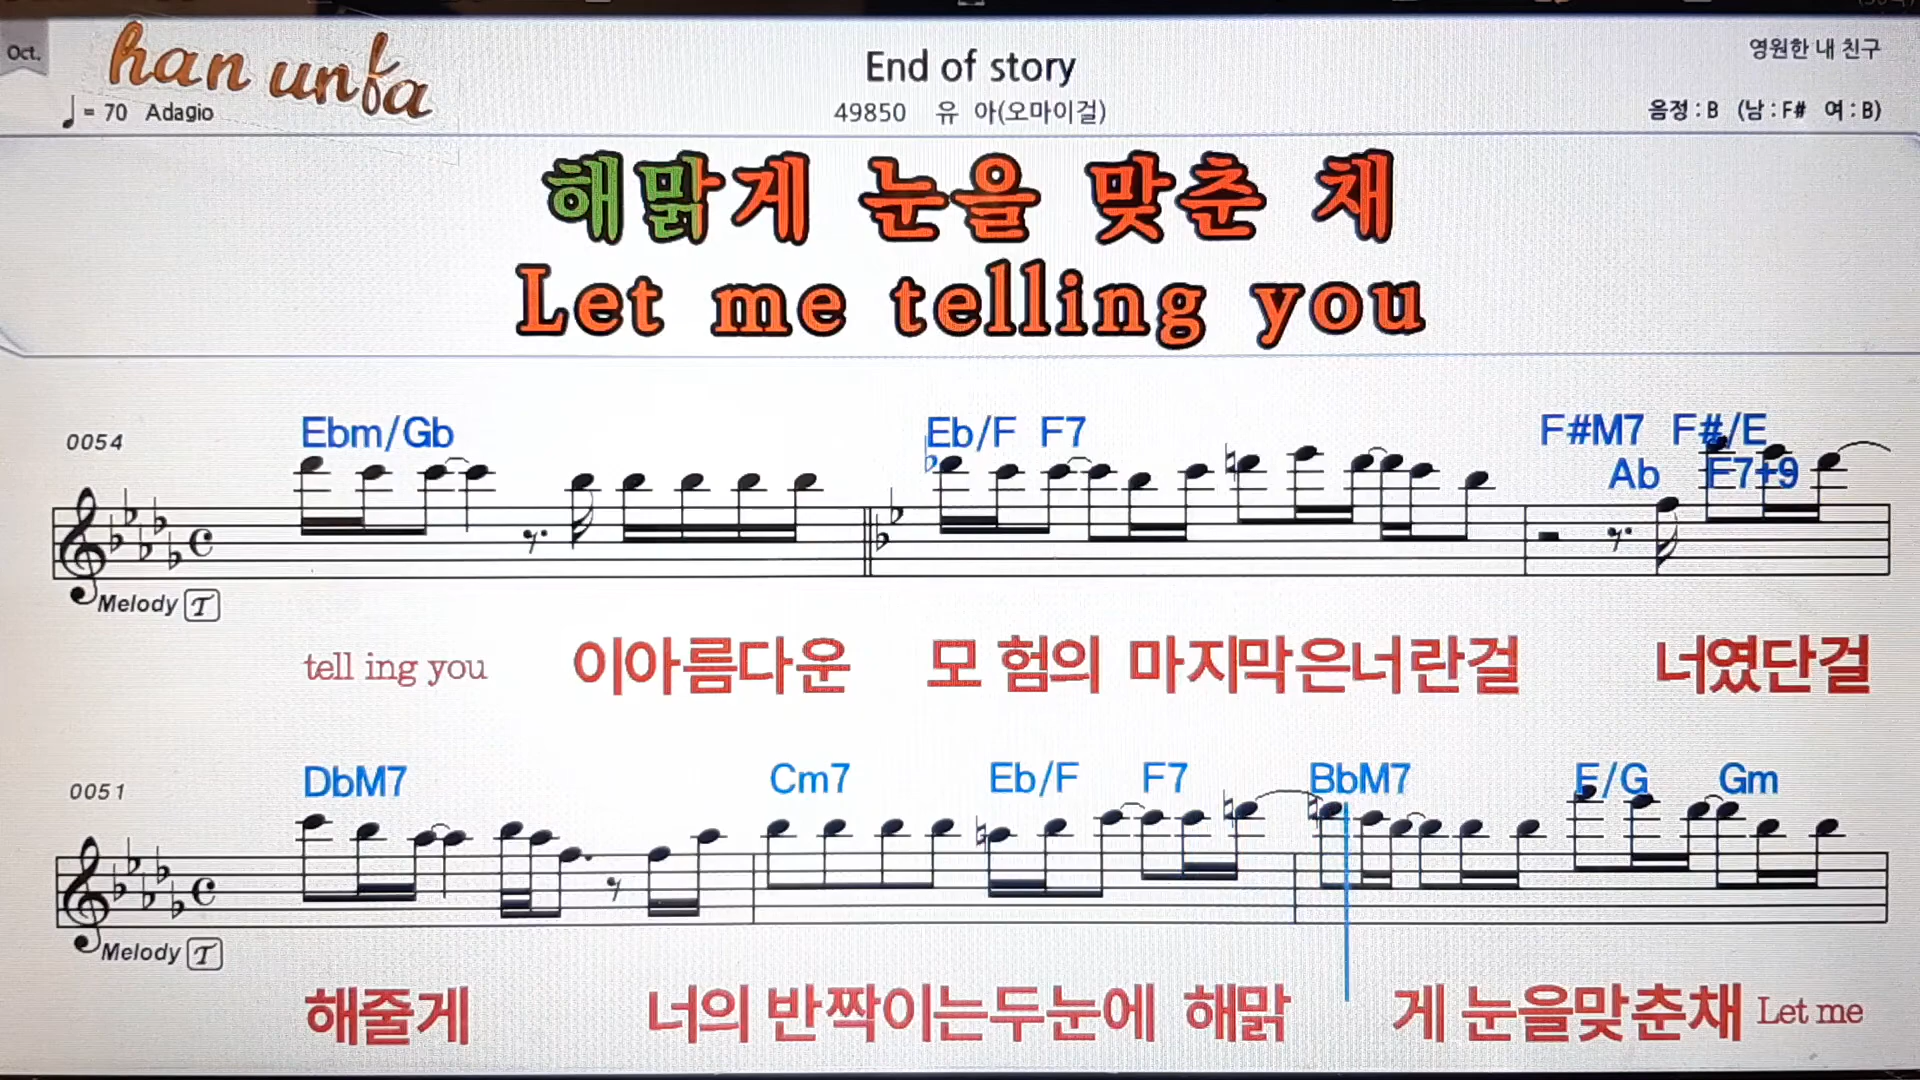 Oct.
han unfa
End of story
영원한 내 친구
♩= 70 Adagio
49850 유 아(오마이걸)
음정 : B (남 : F# 여 : B)
해맑게 눈을 맞춘 채
Let me telling you
0054
Ebm/Gb Eb/F F7 F#M7 F#/E
Ab F7+9
Melody T
tell ing you 이아름다운 모 험의 마지막은너란걸 너였단걸
0051
DbM7 Cm7 Eb/F F7 BbM7 F/G Gm
Melody T
해줄게 너의 반짝이는두눈에 해맑 게 눈을맞춘채 Let me